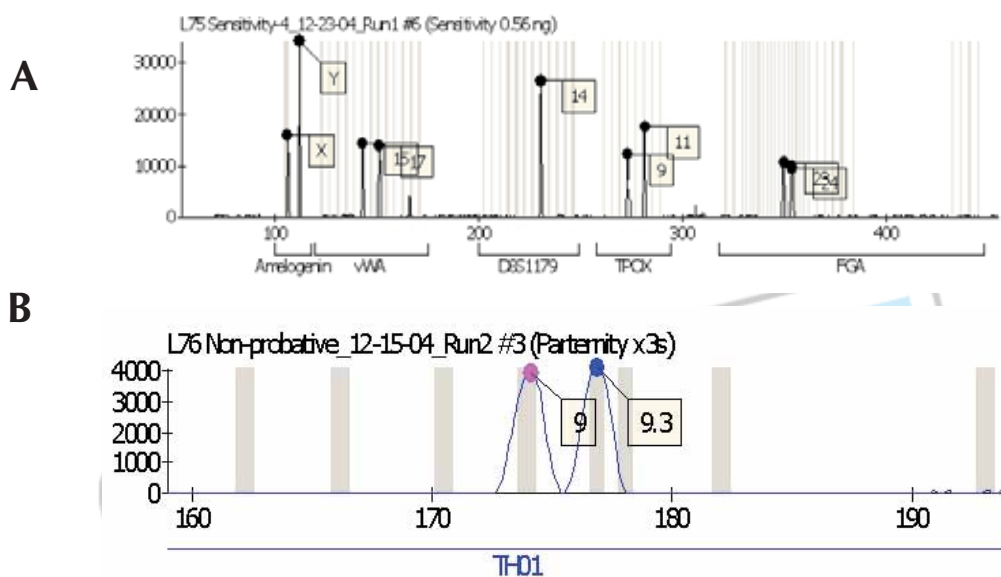 A
L75 Sensitivity-4_12-23-04_Run1 #6 (Sensitivity 0.56 ng)
30000
20000
10000
0
Y
X
15
17
14
11
9
23
24
100 200 300 400
Amelogenin vWA D8S1179 TPOX FGA
B
L76 Non-probative_12-15-04_Run2 #3 (Parternity x3s)
4000
3000
2000
1000
0
9
9.3
160 170 180 190
TH01